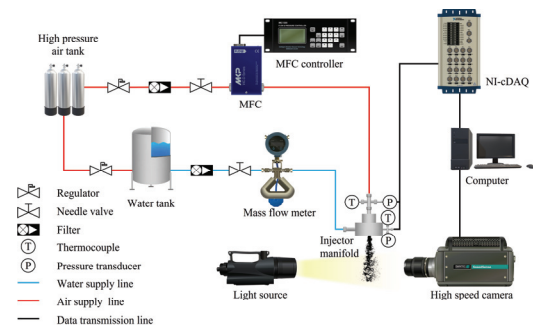 High pressure
air tank
MFC controller
MKP
MFC
NI-cDAQ
Computer
Water tank
Mass flow meter
T
P
T
P
Injector
manifold
Light source
High speed camera
Regulator
Needle valve
Filter
T
Thermocouple
P
Pressure transducer
Water supply line
Air supply line
Data transmission line